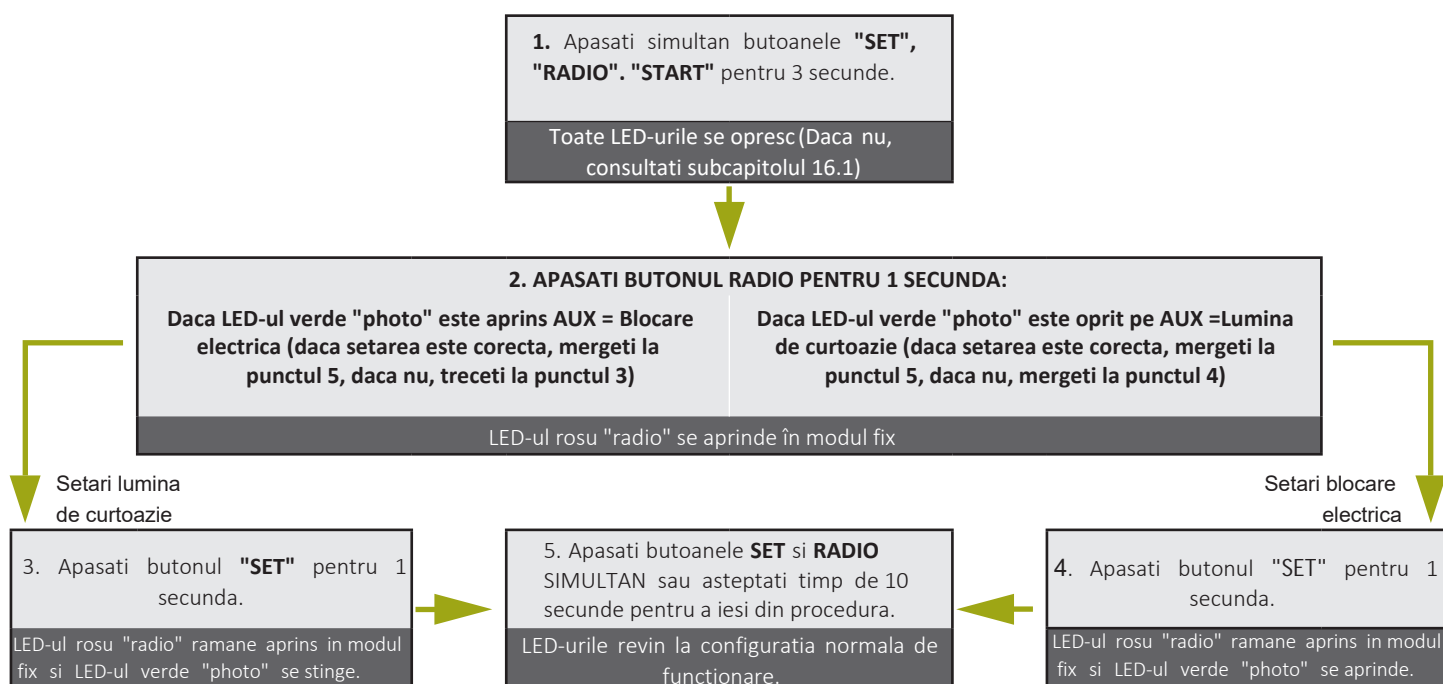 1. Apasati simultan butoanele "SET",
"RADIO". "START" pentru 3 secunde.
Toate LED-urile se opresc (Daca nu,
consultati subcapitolul 16.1)
2. APASATI BUTONUL RADIO PENTRU 1 SECUNDA:
Daca LED-ul verde "photo" este aprins AUX = Blocare
electrica (daca setarea este corecta, mergeti la
punctul 5, daca nu, treceti la punctul 3)
Daca LED-ul verde "photo" este oprit pe AUX =Lumina
de curtoazie (daca setarea este corecta, mergeti la
punctul 5, daca nu, mergeti la punctul 4)
LED-ul rosu "radio" se aprinde în modul fix
Setari lumina
de curtoazie
Setari blocare
electrica
3. Apasati butonul "SET" pentru 1
secunda.
LED-ul rosu "radio" ramane aprins in modul
fix si LED-ul verde "photo" se stinge.
5. Apasati butoanele SET si RADIO
SIMULTAN sau asteptati timp de 10
secunde pentru a iesi din procedura.
LED-urile revin la configuratia normala de
functionare.
4. Apasati butonul "SET" pentru 1
secunda.
LED-ul rosu "radio" ramane aprins in modul
fix si LED-ul verde "photo" se aprinde.